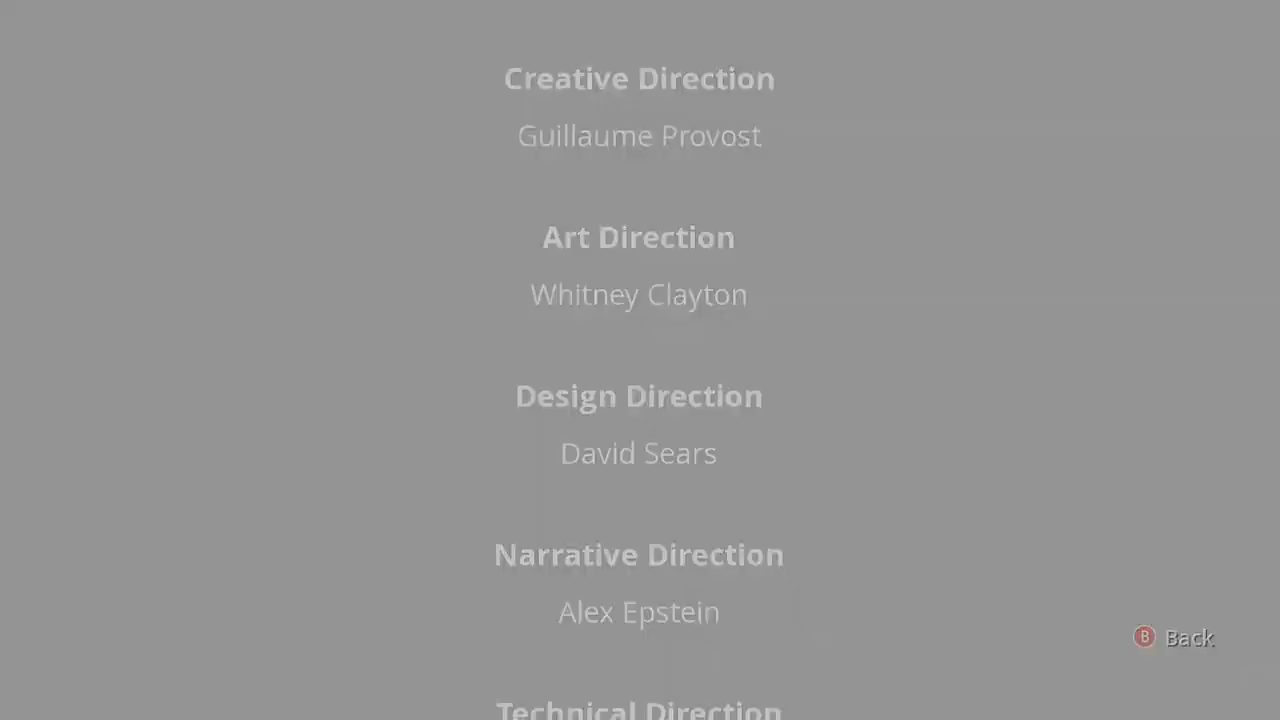 Creative Direction
Guillaume Provost
Art Direction
Whitney Clayton
Design Direction
David Sears
Narrative Direction
Alex Epstein
B Back
Technical Direction